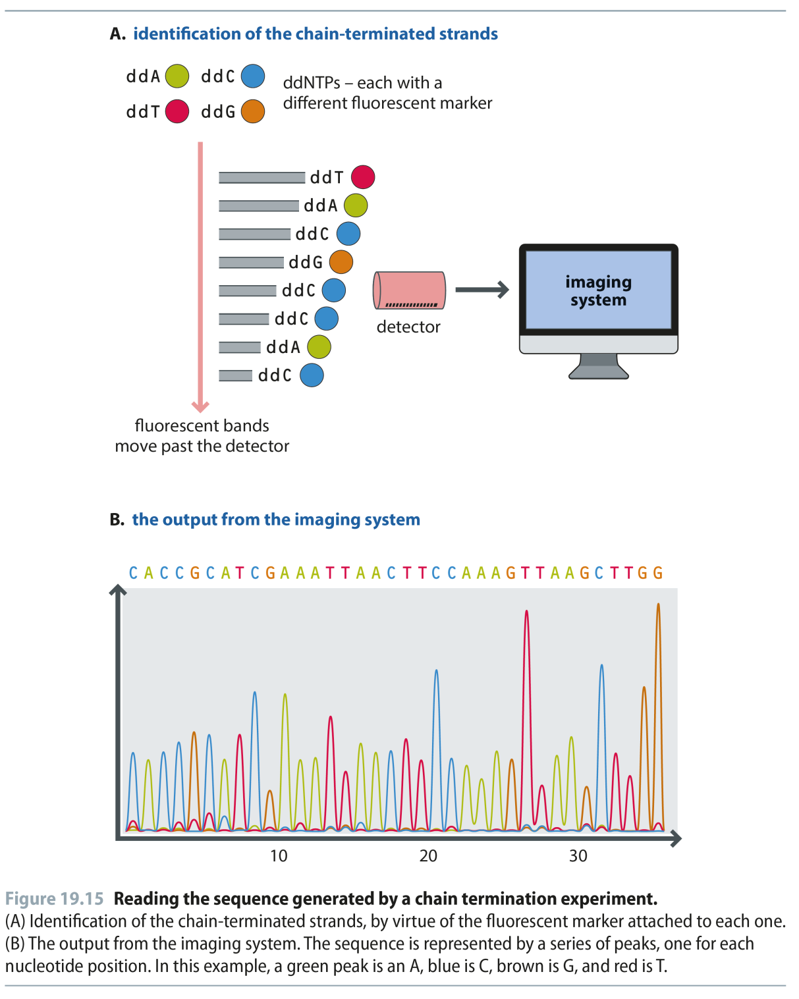 A. identification of the chain-terminated strands
ddA ddC
ddT ddG
ddNTPs – each with a
different fluorescent marker
ddT
ddA
ddC
ddG
ddC
ddC
ddA
ddC
detector
imaging
system
fluorescent bands
move past the detector
B. the output from the imaging system
C A C C G C A T C G A A A T T A A C T T C C A A A G T T A A G C T T G G
10 20 30
Figure 19.15 Reading the sequence generated by a chain termination experiment.
(A) Identification of the chain-terminated strands, by virtue of the fluorescent marker attached to each one.
(B) The output from the imaging system. The sequence is represented by a series of peaks, one for each
nucleotide position. In this example, a green peak is an A, blue is C, brown is G, and red is T.